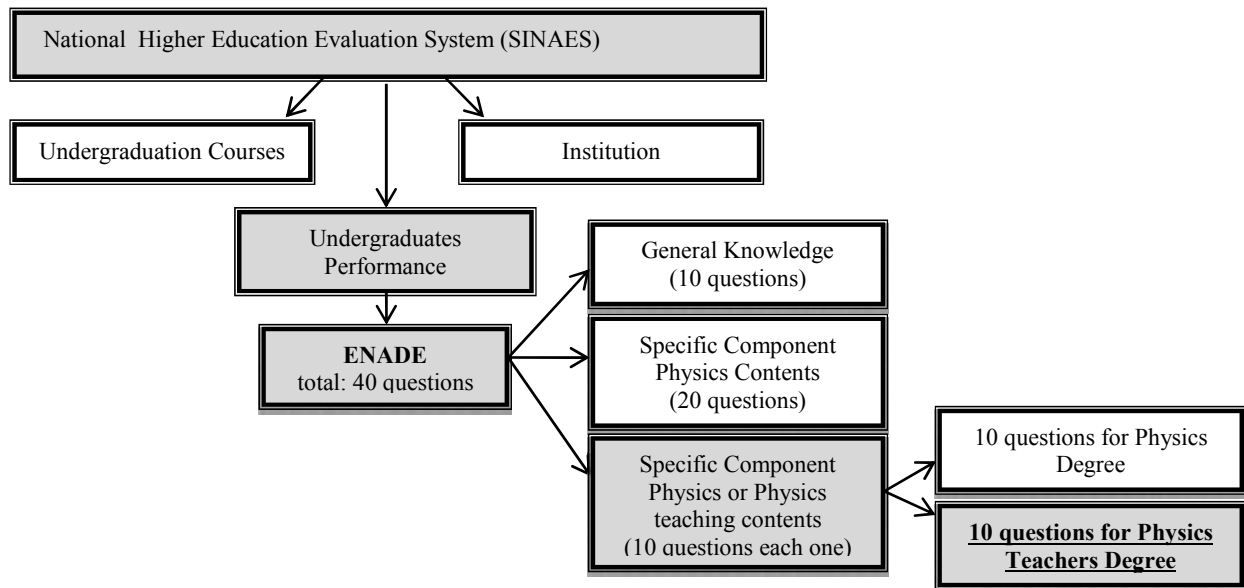 National Higher Education Evaluation System (SINAES)
Undergraduation Courses
Institution
Undergraduates
Performance
ENADE
total: 40 questions
General Knowledge
(10 questions)
Specific Component
Physics Contents
(20 questions)
Specific Component
Physics or Physics
teaching contents
(10 questions each one)
10 questions for Physics
Degree
10 questions for Physics
Teachers Degree